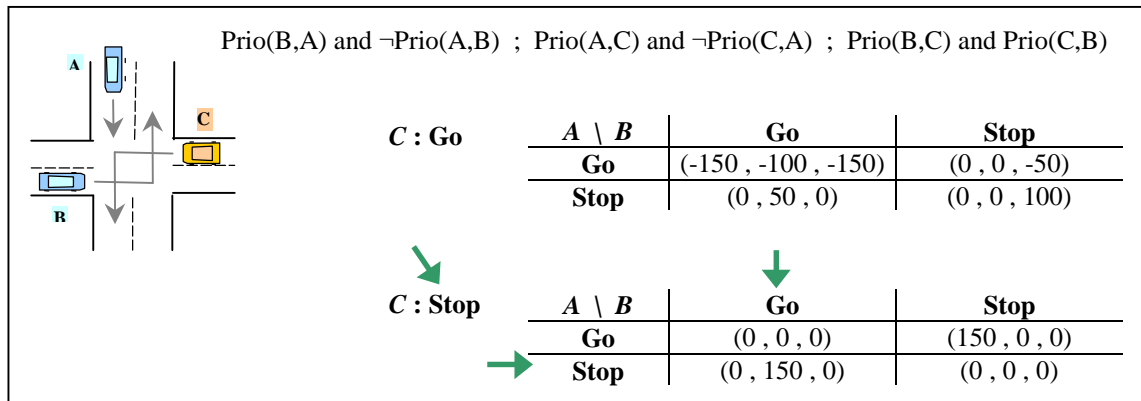 Prio(B,A) and ¬Prio(A,B) ; Prio(A,C) and ¬Prio(C,A) ; Prio(B,C) and Prio(C,B)
A
C
B
C : Go
A \ B Go Stop
Go (-150 , -100 , -150) (0 , 0 , -50)
Stop (0 , 50 , 0) (0 , 0 , 100)
C : Stop
A \ B Go Stop
Go (0 , 0 , 0) (150 , 0 , 0)
Stop (0 , 150 , 0) (0 , 0 , 0)